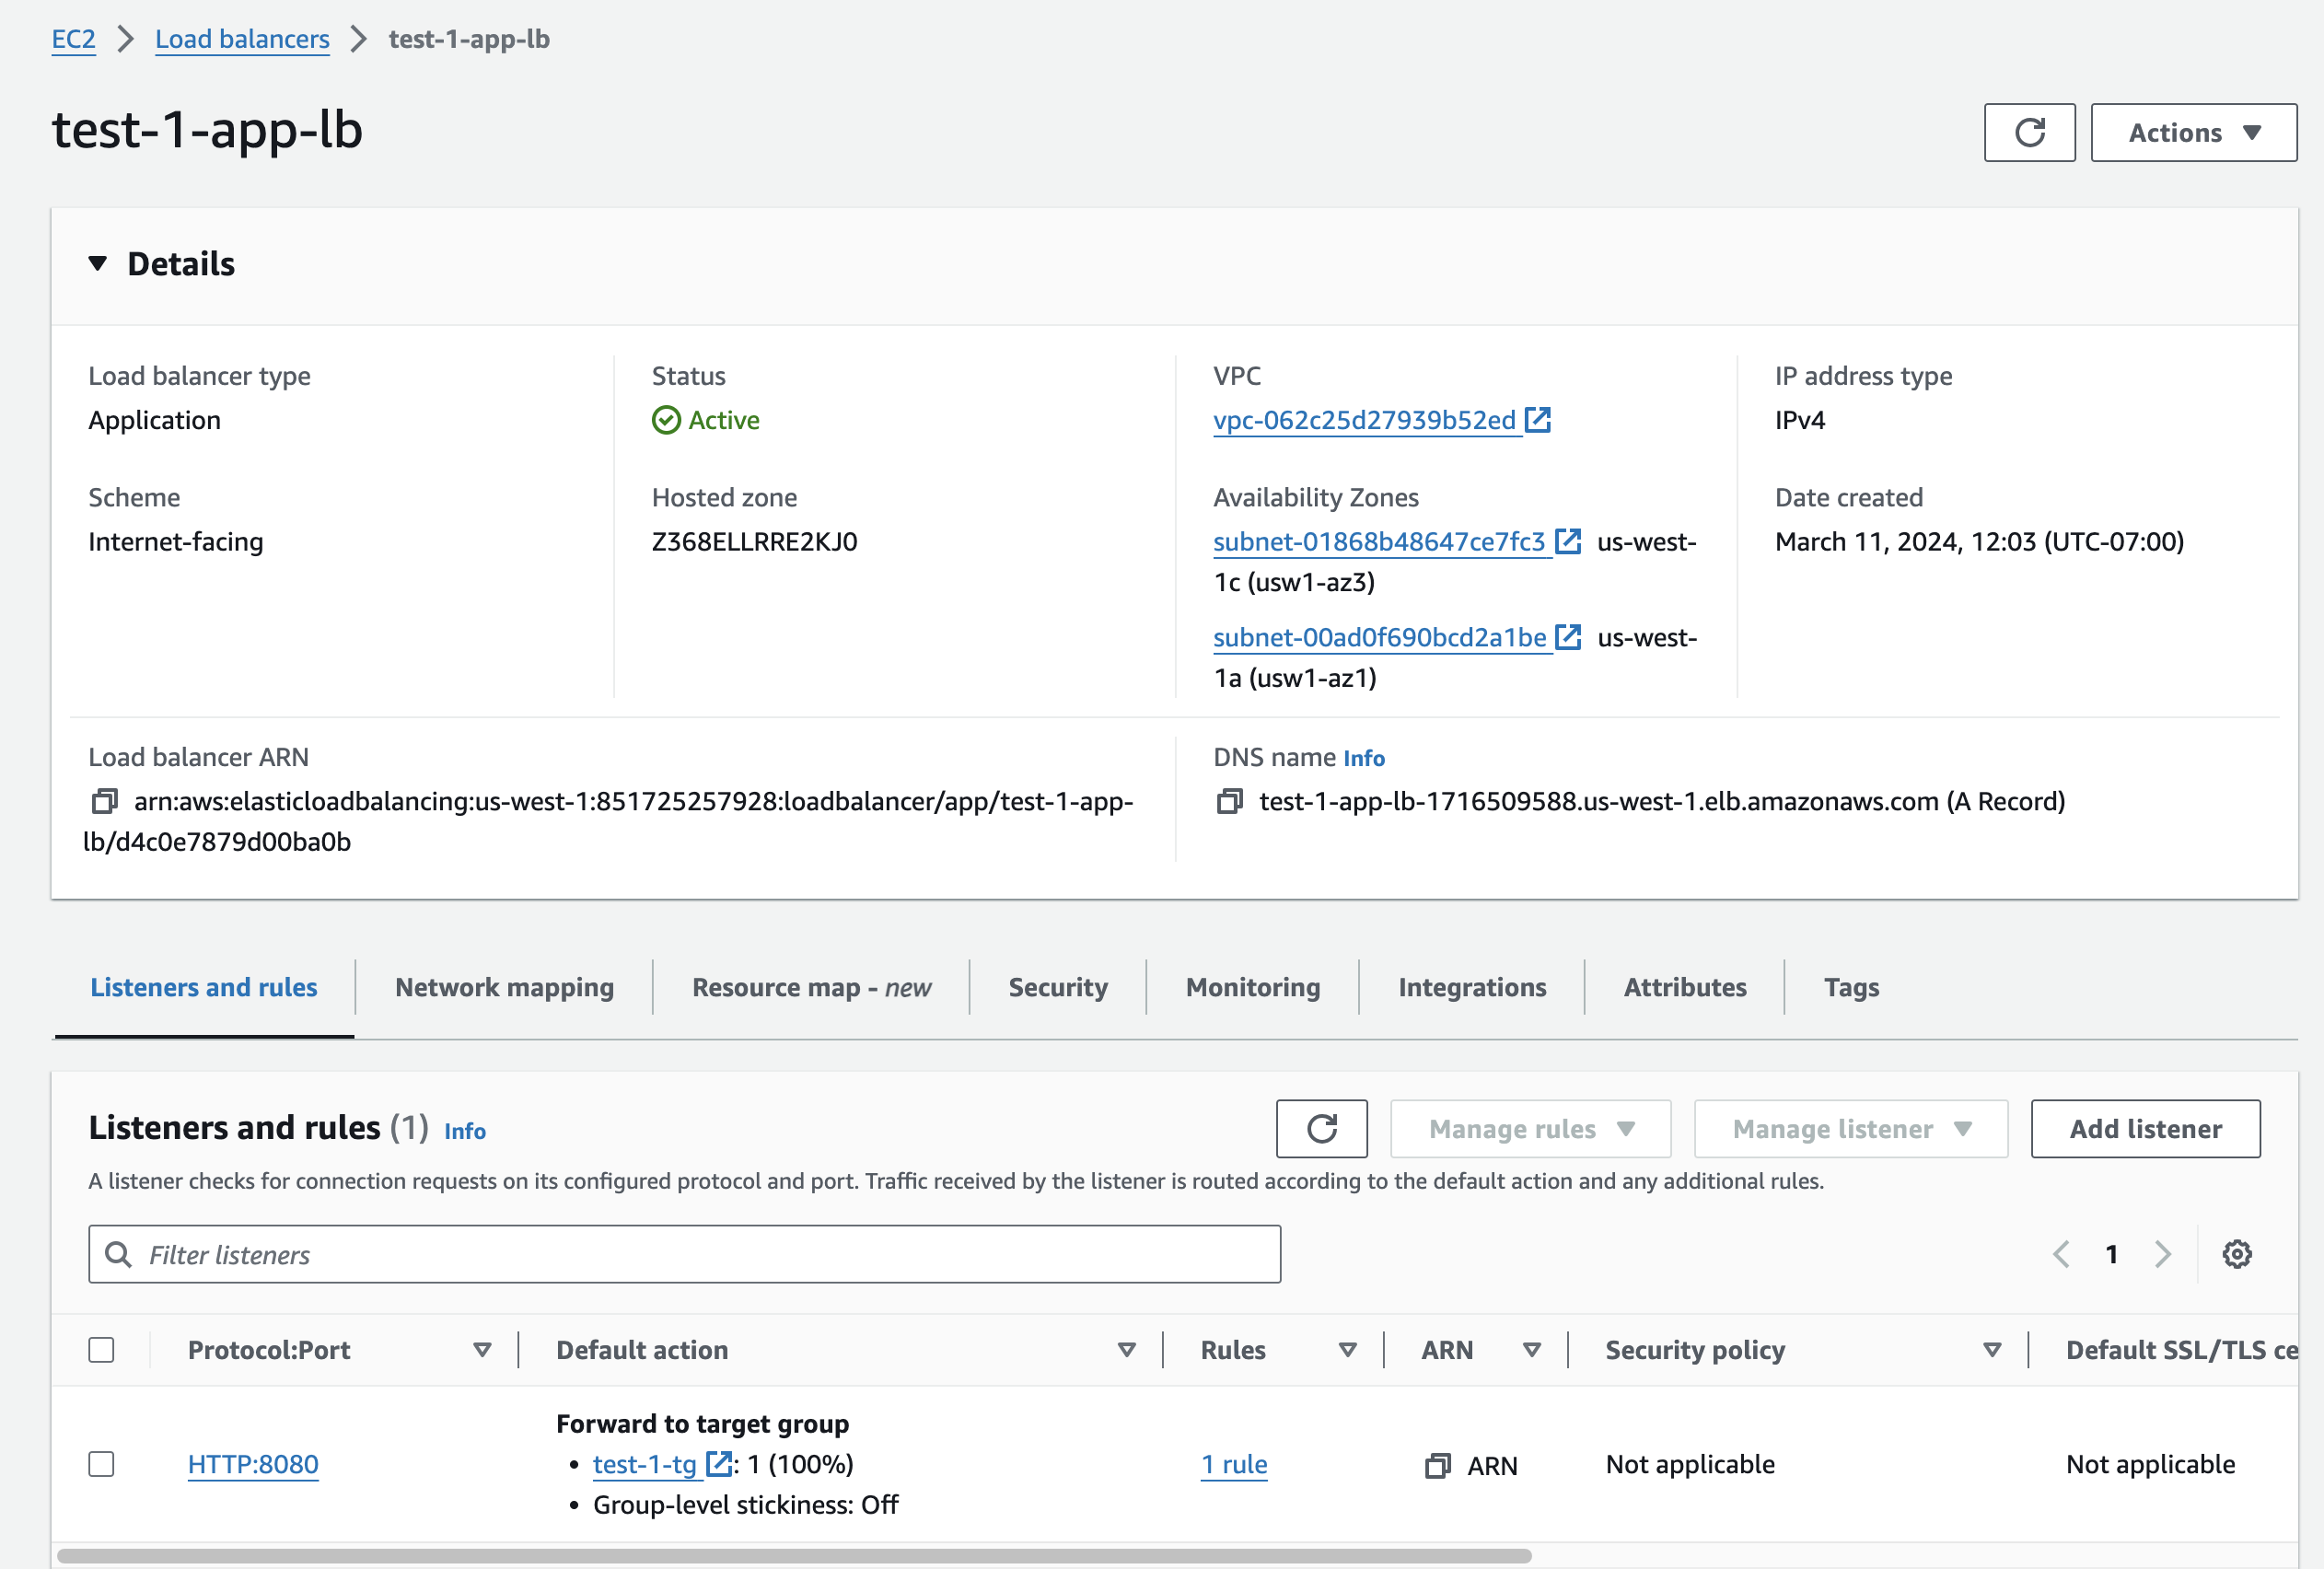 EC2 > Load balancers > test-1-app-lb
test-1-app-lb
Actions
Details
Load balancer type
Application
Status
Active
VPC
vpc-062c25d27939b52ed
IP address type
IPv4
Scheme
Internet-facing
Hosted zone
Z368ELLRRE2KJ0
Availability Zones
subnet-01868b48647ce7fc3 us-west-
1c (usw1-az3)
subnet-00ad0f690bcd2a1be us-west-
1a (usw1-az1)
Date created
March 11, 2024, 12:03 (UTC-07:00)
Load balancer ARN
arn:aws:elasticloadbalancing:us-west-1:851725257928:loadbalancer/app/test-1-app-
lb/d4c0e7879d00ba0b
DNS name Info
test-1-app-lb-1716509588.us-west-1.elb.amazonaws.com (A Record)
Listeners and rules Network mapping Resource map - new Security Monitoring Integrations Attributes Tags
Listeners and rules (1) Info
Manage rules Manage listener Add listener
A listener checks for connection requests on its configured protocol and port. Traffic received by the listener is routed according to the default action and any additional rules.
Filter listeners
1
Protocol:Port Default action Rules ARN Security policy Default SSL/TLS ce
Forward to target group
HTTP:8080 • test-1-tg : 1 (100%) 1 rule ARN Not applicable Not applicable
• Group-level stickiness: Off